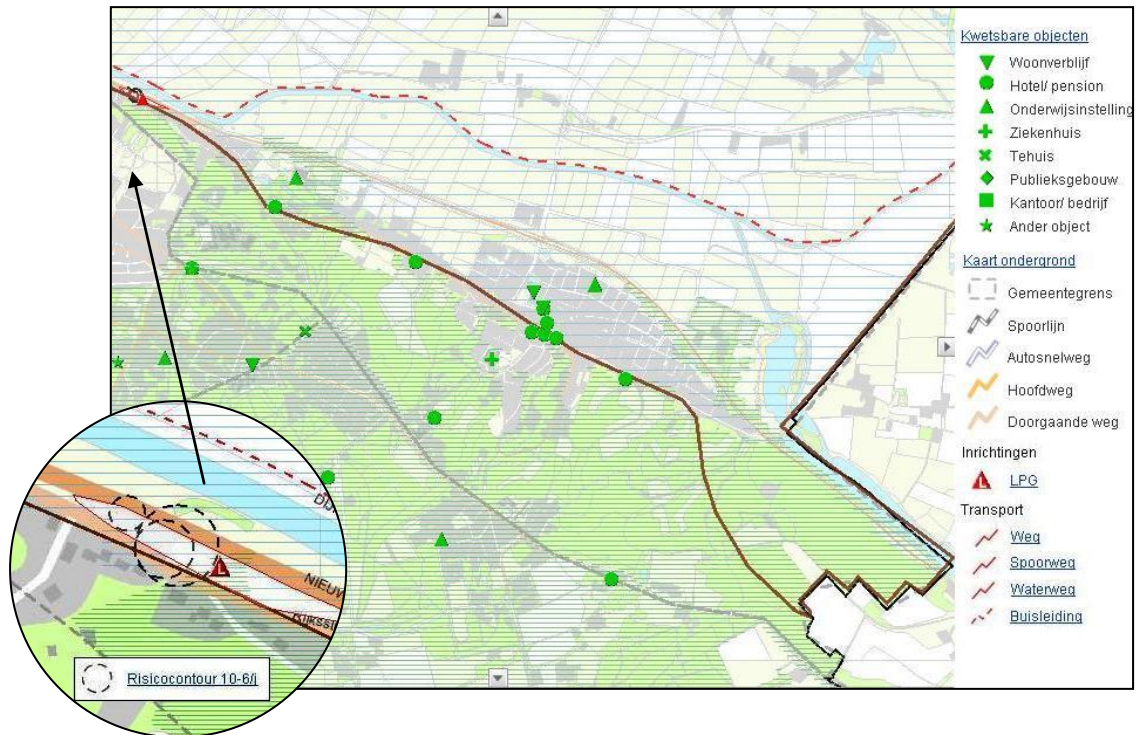 Kwetsbare objecten
Woonverblijf
Hotel/ pension
Onderwijsinstelling
Ziekenhuis
Tehuis
Publieksgebouw
Kantoor/ bedrijf
Ander object
Kaart ondergrond
Gemeentegrens
Spoorlijn
Autosnelweg
Hoofdweg
Doorgaande weg
Inrichtingen
L LPG
Transport
Weg
Spoorweg
Waterweg
Buisleiding
L
NIEUW
Risicocontour 10-6/j